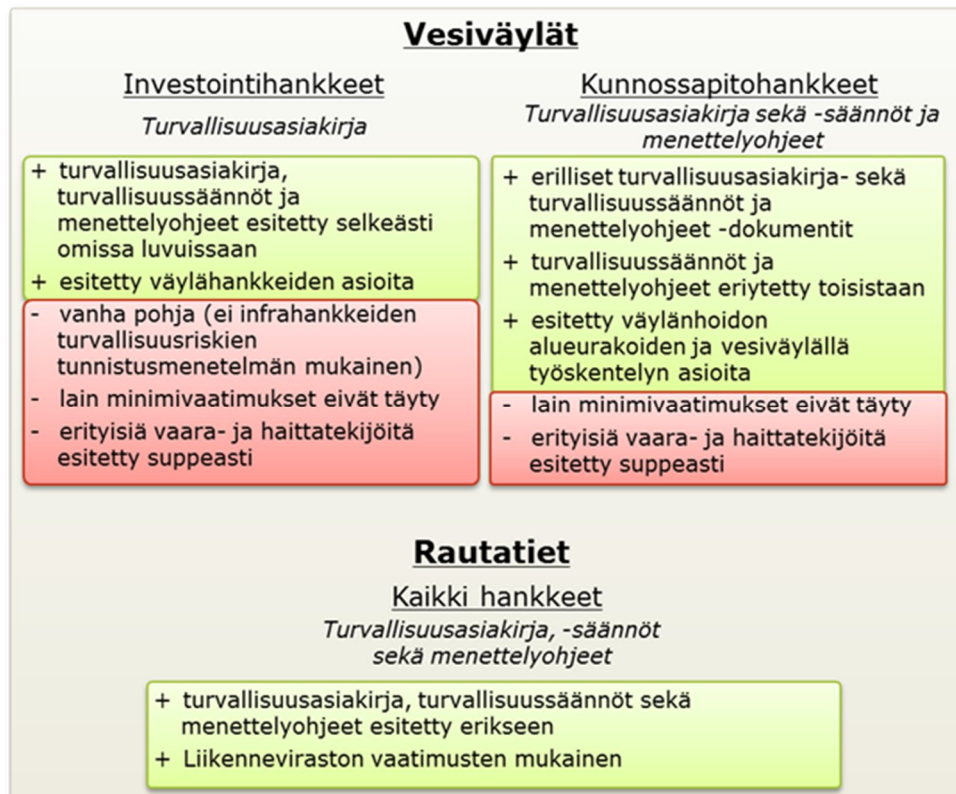 Vesiväylät
Investointihankkeet
Turvallisuusasiakirja
+ turvallisuusasiakirja,
turvallisuussäännöt ja
menettelyohjeet esitetty selkeästi
omissa luvuissaan
+ esitetty väylähankkeiden asioita
- vanha pohja (ei infrahankkeiden
turvallisuusriskien
tunnistusmenetelmän mukainen)
- lain minimivaatimukset eivät täyty
- erityisiä vaara- ja haittatekijöitä
esitetty suppeasti
Kunnossapitohankkeet
Turvallisuusasiakirja sekä -säännöt ja
menettelyohjeet
+ erilliset turvallisuusasiakirja- sekä
turvallisuussäännöt ja
menettelyohjeet -dokumentit
+ turvallisuussäännöt ja
menettelyohjeet eriytetty toisistaan
+ esitetty väylänhoidon
alueurakoiden ja vesiväylällä
työskentelyn asioita
- lain minimivaatimukset eivät täyty
- erityisiä vaara- ja haittatekijöitä
esitetty suppeasti
Rautatiet
Kaikki hankkeet
Turvallisuusasiakirja, -säännöt
sekä menettelyohjeet
+ turvallisuusasiakirja, turvallisuussäännöt sekä
menettelyohjeet esitetty erikseen
+ Liikenneviraston vaatimusten mukainen